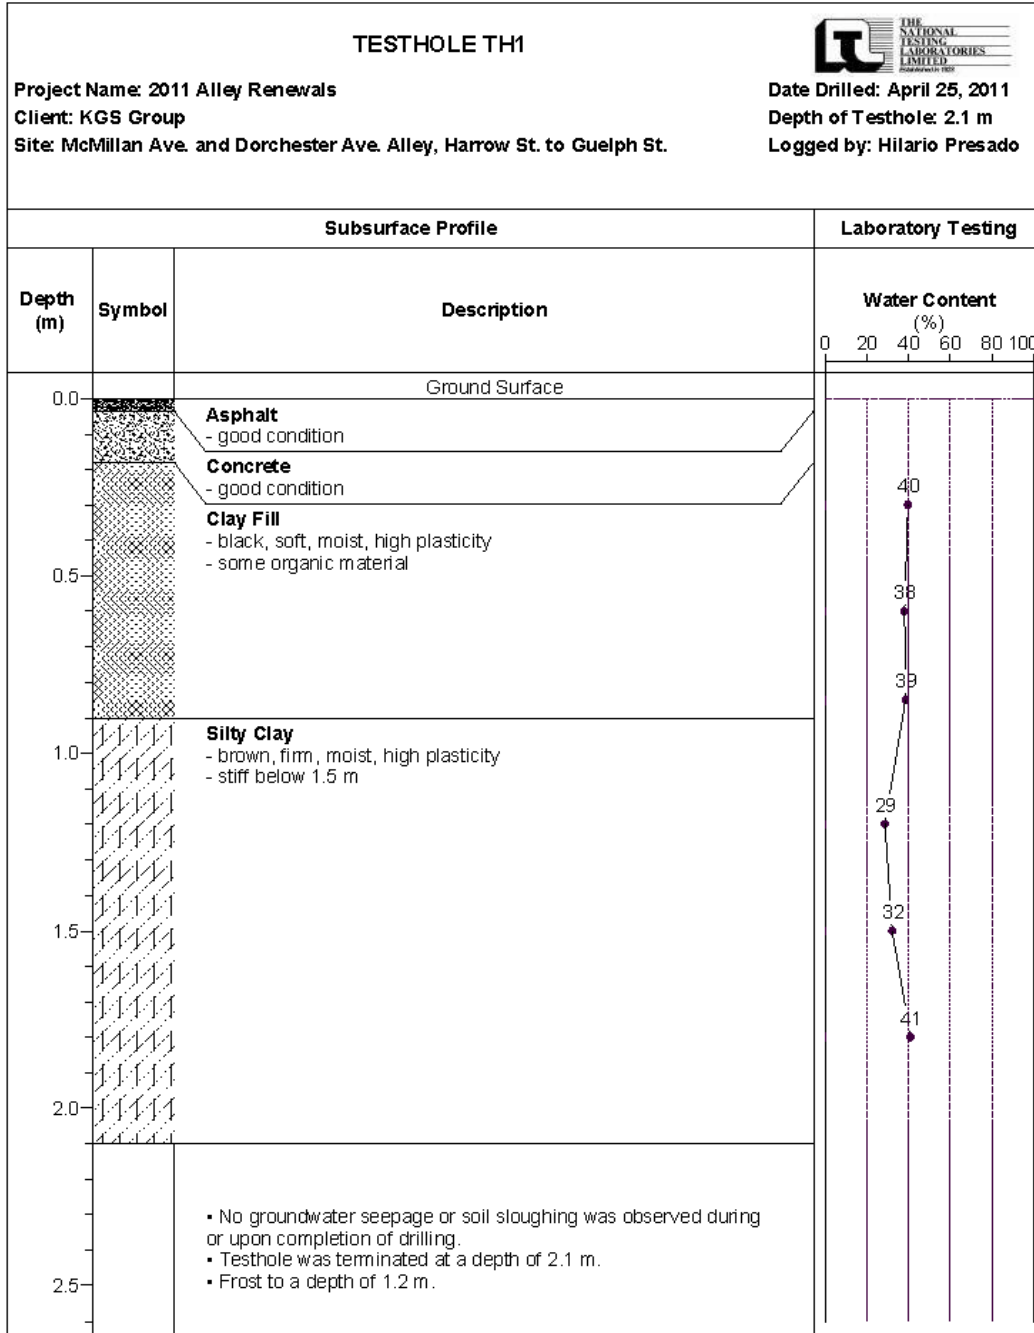 TESTHOLE TH1
THE
NATIONAL
TESTING
LABORATORIES
LIMITED
Established in 1923
Project Name: 2011 Alley Renewals
Date Drilled: April 25, 2011
Client: KGS Group
Depth of Testhole: 2.1 m
Site: McMillan Ave. and Dorchester Ave. Alley, Harrow St. to Guelph St.
Logged by: Hilario Presado
Subsurface Profile
Laboratory Testing
Depth
(m)
Symbol
Description
Water Content
(%)
0 20 40 60 80 100
Ground Surface
0.0
Asphalt
- good condition
Concrete
- good condition
40
Clay Fill
- black, soft, moist, high plasticity
- some organic material
0.5
38
39
Silty Clay
- brown, firm, moist, high plasticity
- stiff below 1.5 m
1.0
29
32
1.5
41
2.0
▪ No groundwater seepage or soil sloughing was observed during
or upon completion of drilling.
▪ Testhole was terminated at a depth of 2.1 m.
▪ Frost to a depth of 1.2 m.
2.5